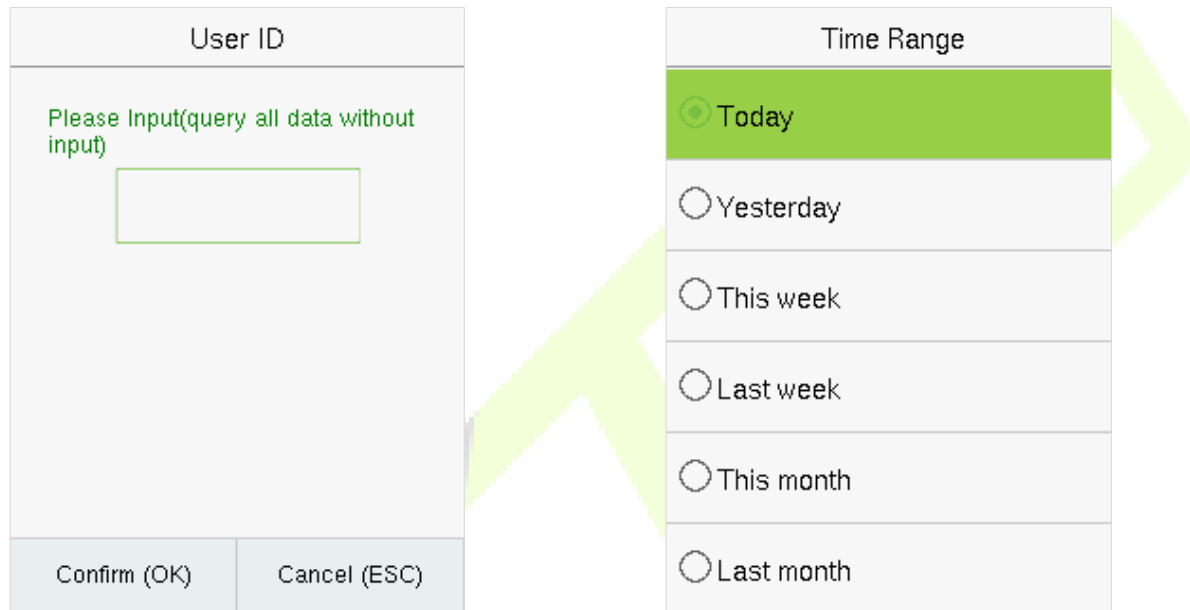 User ID
Please Input(query all data without
input)
Confirm (OK)
Cancel (ESC)
Time Range
Today
Yesterday
This week
Last week
This month
Last month